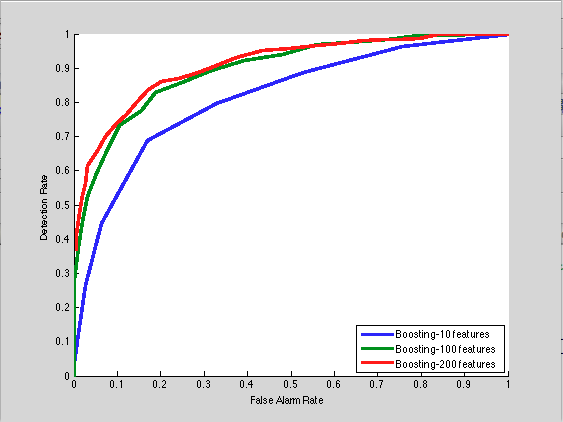 1
0.9
0.8
0.7
0.6
0.5
0.4
0.3
0.2
0.1
0
Detection Rate
0 0.1 0.2 0.3 0.4 0.5 0.6 0.7 0.8 0.9 1
False Alarm Rate
Boosting-10 features
Boosting-100 features
Boosting-200 features